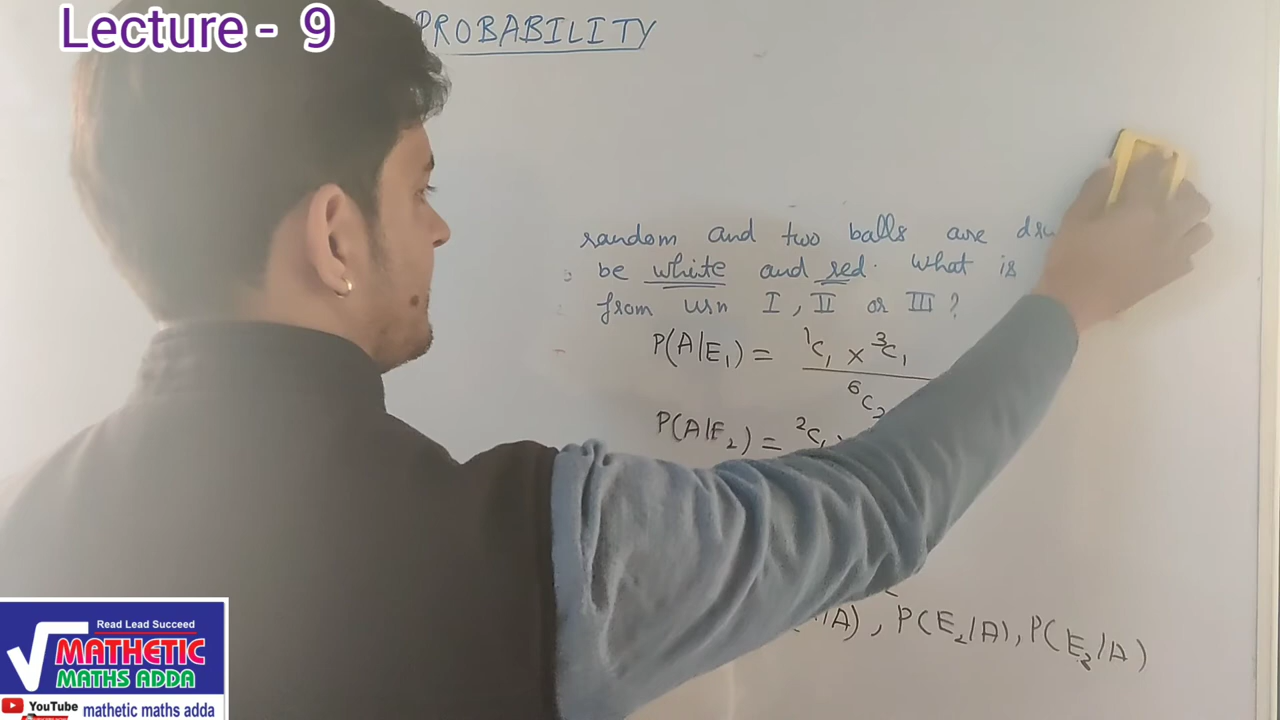 Lecture - 9
PROBABILITY
random and two balls are
be white and red. What is
from urn I, II or III?
P(A|E₁) = ¹C₁ × ³C₁
⁶C₂
P(A|E₂) = ²C₁
/A), P(E₂/A), P(E₃/A)
Read Lead Succeed
MATHETIC
MATHS ADDA
YouTube
mathetic maths adda